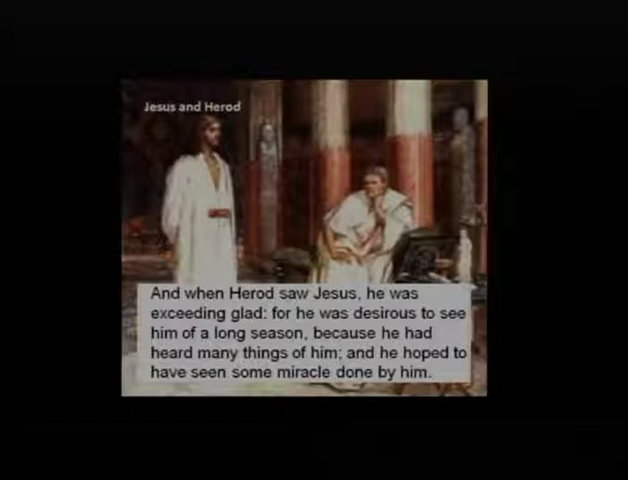 Jesus and Herod
And when Herod saw Jesus, he was
exceeding glad: for he was desirous to see
him of a long season, because he had
heard many things of him; and he hoped to
have seen some miracle done by him.